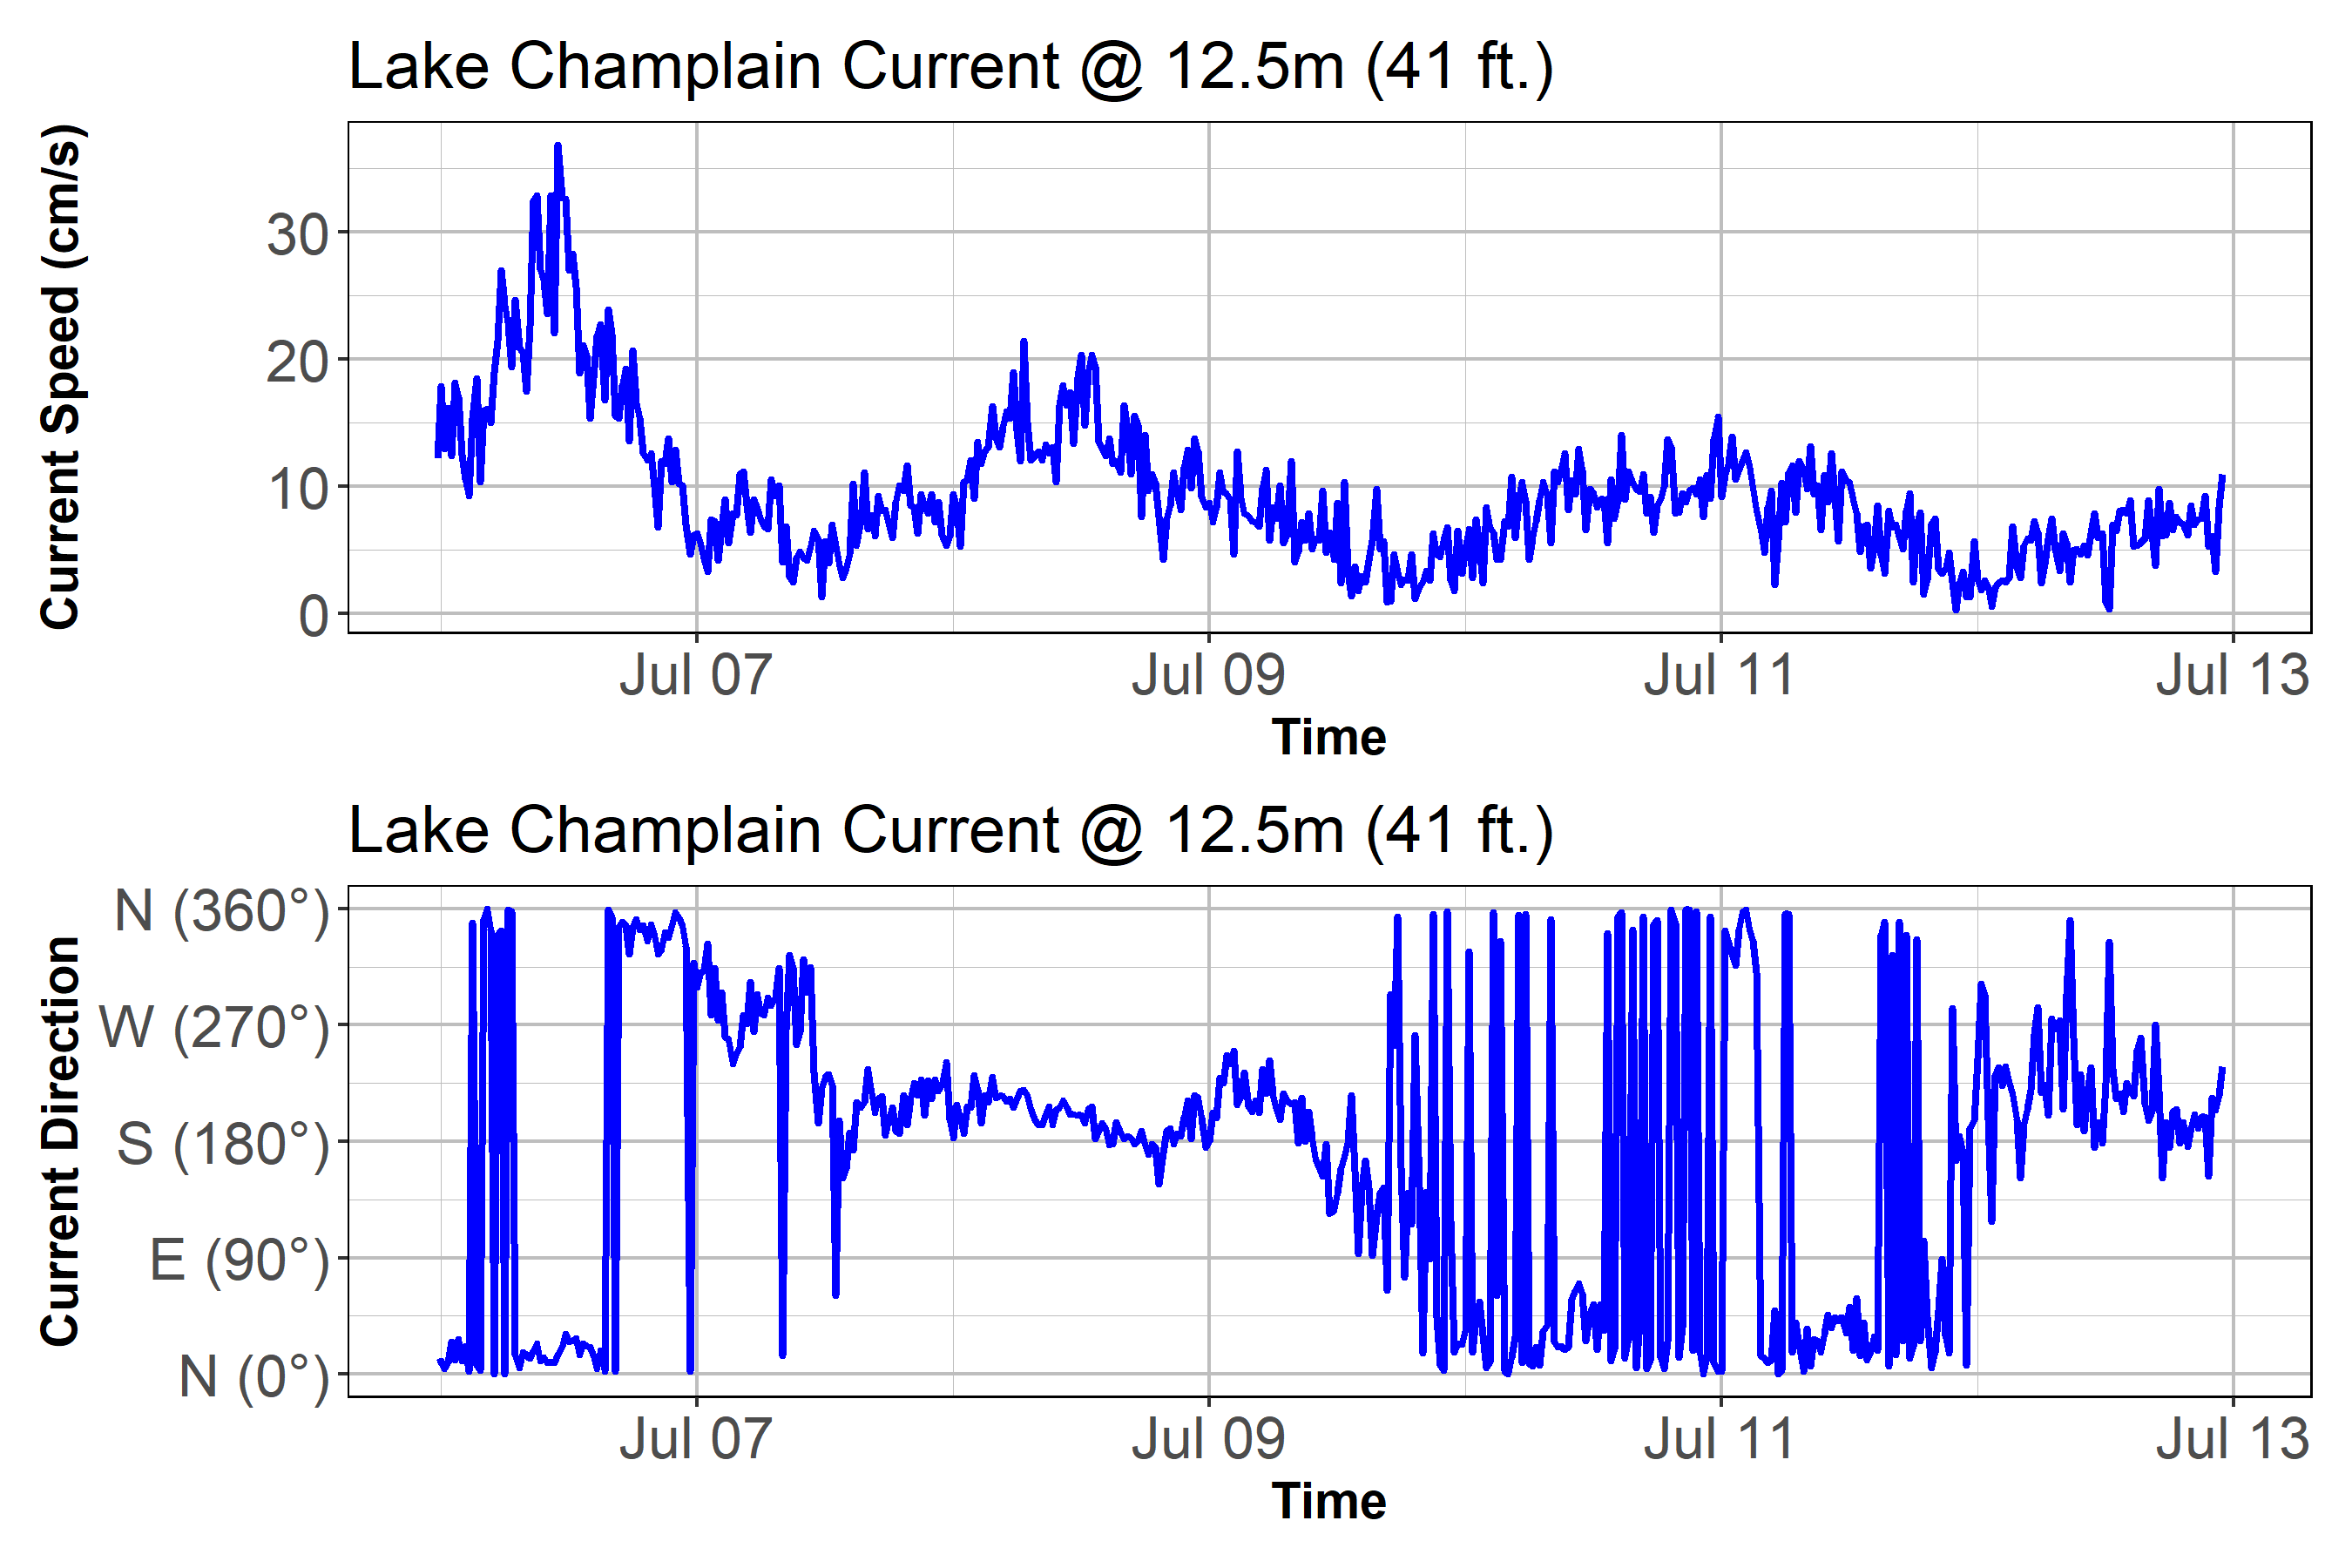 Lake Champlain Current @ 12.5m (41 ft.)
Current Speed (cm/s)
30
20
10
0
Jul 07 Jul 09 Jul 11 Jul 13
Time
Lake Champlain Current @ 12.5m (41 ft.)
Current Direction
N (360°)
W (270°)
S (180°)
E (90°)
N (0°)
Jul 07 Jul 09 Jul 11 Jul 13
Time